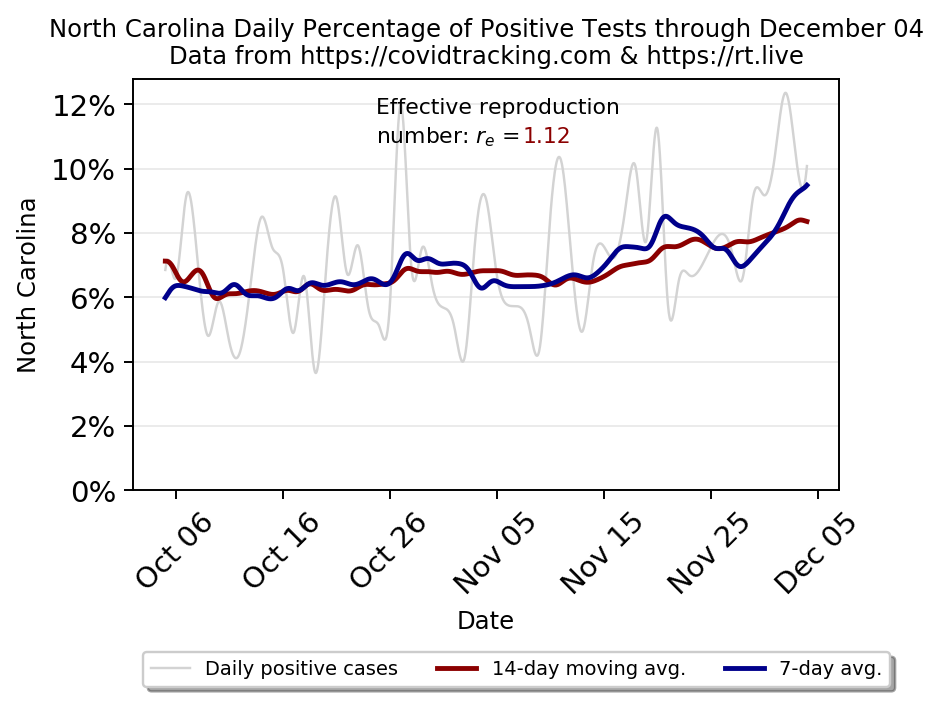 North Carolina Daily Percentage of Positive Tests through December 04
Data from https://covidtracking.com & https://rt.live
Effective reproduction
number: rₑ =1.12
12%
10%
8%
6%
4%
2%
0%
North Carolina
Oct 06
Oct 16
Oct 26
Nov 05
Nov 15
Nov 25
Dec 05
Date
Daily positive cases
14-day moving avg.
7-day avg.